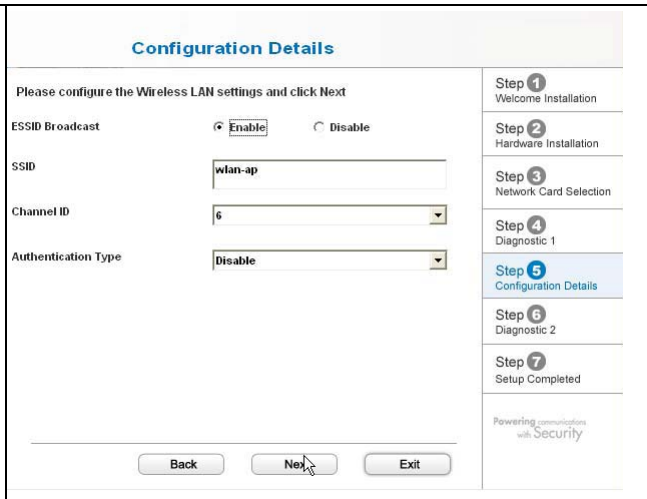 Configuration Details
Please configure the Wireless LAN settings and click Next
ESSID Broadcast Enable Disable
SSID wlan-ap
Channel ID 6
Authentication Type Disable
Back Next Exit
Step 1
Welcome Installation
Step 2
Hardware Installation
Step 3
Network Card Selection
Step 4
Diagnostic 1
Step 5
Configuration Details
Step 6
Diagnostic 2
Step 7
Setup Completed
Powering communications
with Security